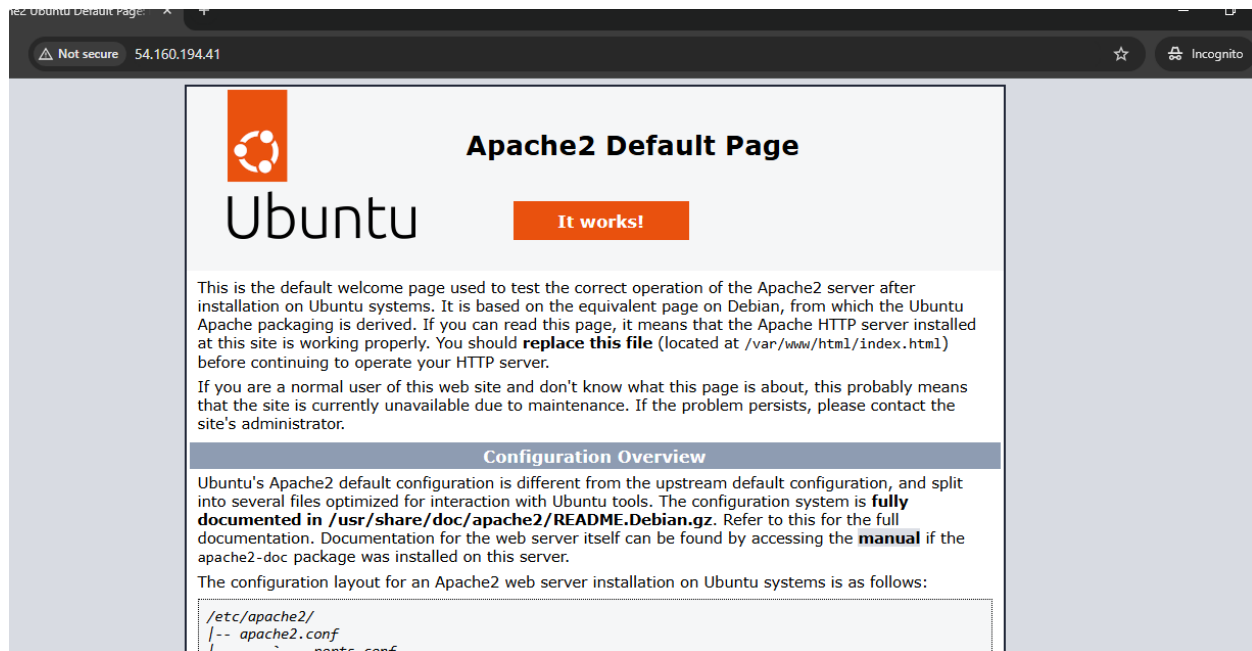 Ubuntu Default Page:
Not secure 54.160.194.41
Incognito
Apache2 Default Page
Ubuntu
It works!
This is the default welcome page used to test the correct operation of the Apache2 server after
installation on Ubuntu systems. It is based on the equivalent page on Debian, from which the Ubuntu
Apache packaging is derived. If you can read this page, it means that the Apache HTTP server installed
at this site is working properly. You should replace this file (located at /var/www/html/index.html)
before continuing to operate your HTTP server.
If you are a normal user of this web site and don't know what this page is about, this probably means
that the site is currently unavailable due to maintenance. If the problem persists, please contact the
site's administrator.
Configuration Overview
Ubuntu's Apache2 default configuration is different from the upstream default configuration, and split
into several files optimized for interaction with Ubuntu tools. The configuration system is fully
documented in /usr/share/doc/apache2/README.Debian.gz. Refer to this for the full
documentation. Documentation for the web server itself can be found by accessing the manual if the
apache2-doc package was installed on this server.
The configuration layout for an Apache2 web server installation on Ubuntu systems is as follows:
/etc/apache2/
|-- apache2.conf